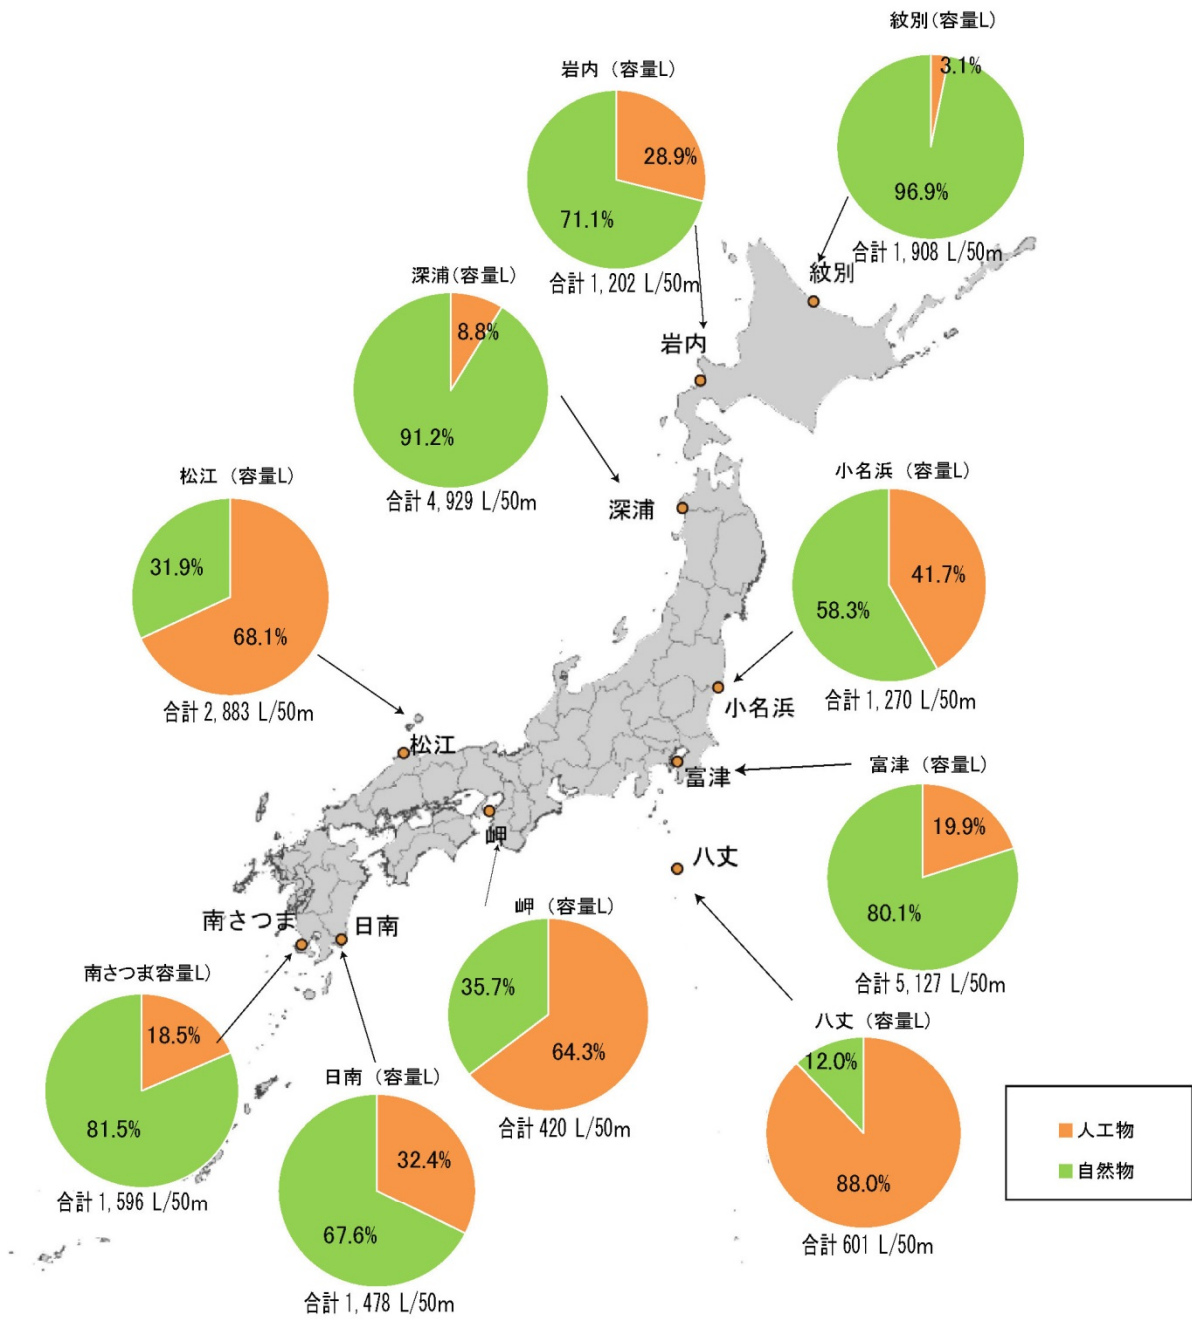 紋別(容量L)
3.1%
96.9%
合計 1,908 L/50m
岩内 (容量L)
28.9%
71.1%
合計 1,202 L/50m
紋別
深浦(容量L)
8.8%
91.2%
合計 4,929 L/50m
岩内
松江 (容量L)
31.9%
68.1%
合計 2,883 L/50m
深浦
小名浜 (容量L)
41.7%
58.3%
合計 1,270 L/50m
小名浜
松江
富津
富津 (容量L)
19.9%
80.1%
合計 5,127 L/50m
岬
八丈
南さつま
日南
岬 (容量L)
35.7%
64.3%
合計 420 L/50m
南さつま(容量L)
18.5%
81.5%
合計 1,596 L/50m
八丈 (容量L)
12.0%
88.0%
合計 601 L/50m
日南 (容量L)
32.4%
67.6%
合計 1,478 L/50m
人工物
自然物